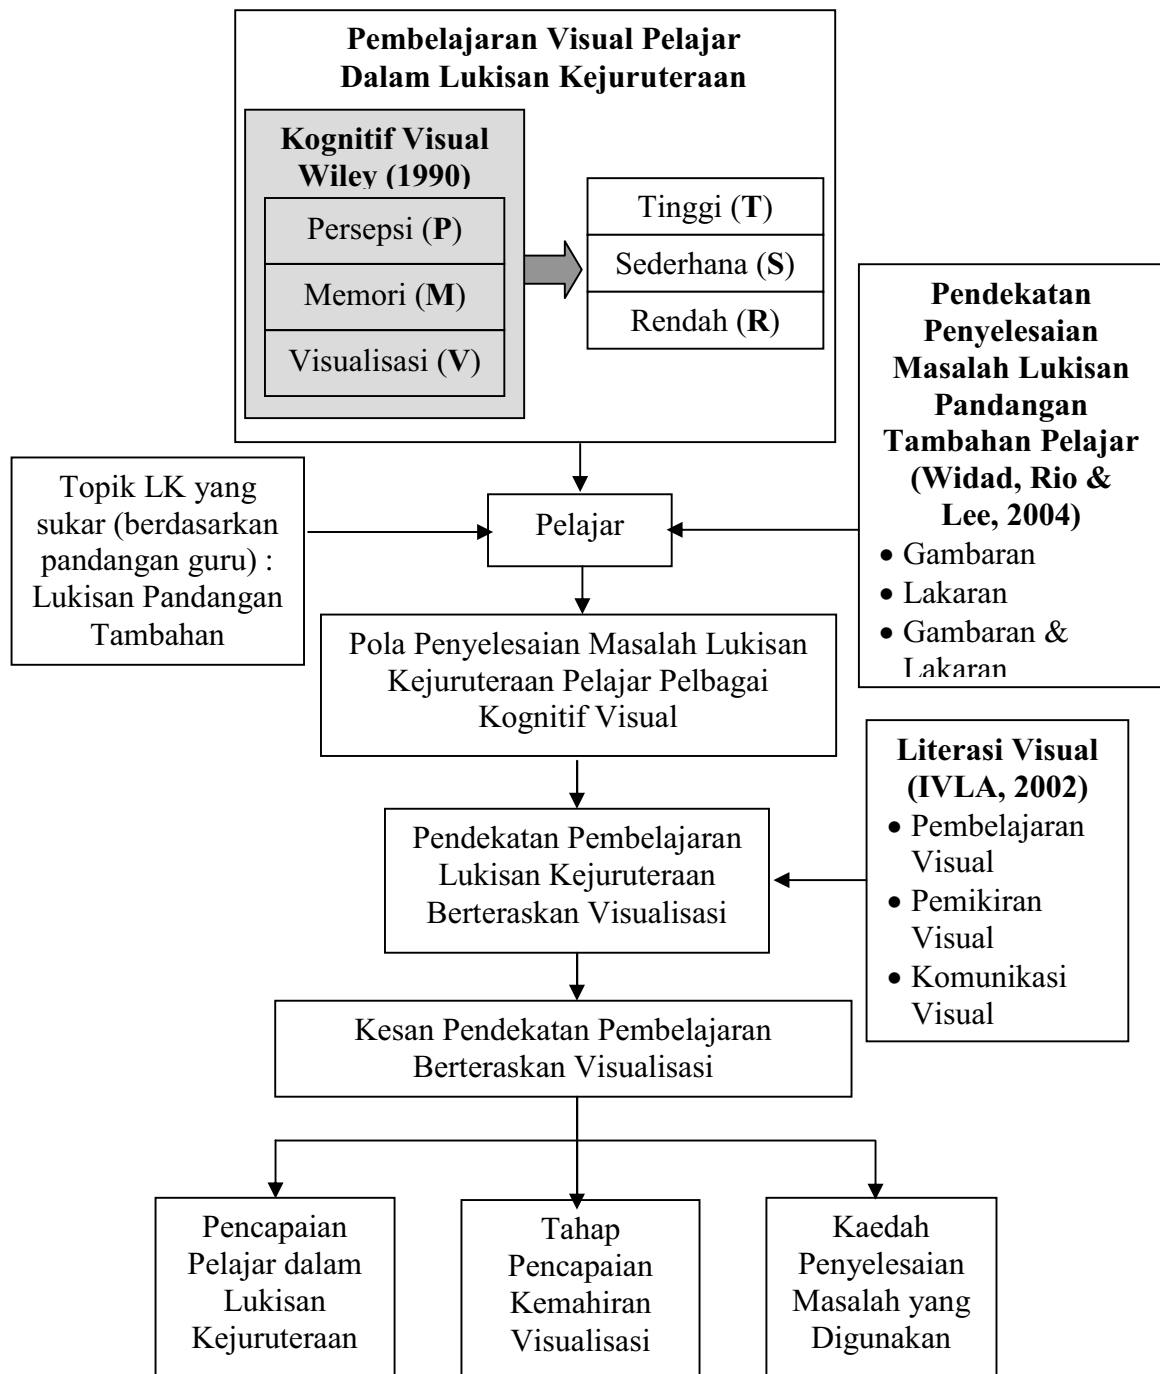 Pembelajaran Visual Pelajar
Dalam Lukisan Kejuruteraan
Kognitif Visual
Wiley (1990)
Persepsi (P)
Memori (M)
Visualisasi (V)
Tinggi (T)
Sederhana (S)
Rendah (R)
Pendekatan
Penyelesaian
Masalah Lukisan
Pandangan
Tambahan Pelajar
(Widad, Rio &
Lee, 2004)
• Gambaran
• Lakaran
• Gambaran &
Lakaran
Topik LK yang
sukar (berdasarkan
pandangan guru) :
Lukisan Pandangan
Tambahan
Pelajar
Pola Penyelesaian Masalah Lukisan
Kejuruteraan Pelajar Pelbagai
Kognitif Visual
Literasi Visual
(IVLA, 2002)
• Pembelajaran
Visual
• Pemikiran
Visual
• Komunikasi
Visual
Pendekatan Pembelajaran
Lukisan Kejuruteraan
Berteraskan Visualisasi
Kesan Pendekatan Pembelajaran
Berteraskan Visualisasi
Pencapaian
Pelajar dalam
Lukisan
Kejuruteraan
Tahap
Pencapaian
Kemahiran
Visualisasi
Kaedah
Penyelesaian
Masalah yang
Digunakan